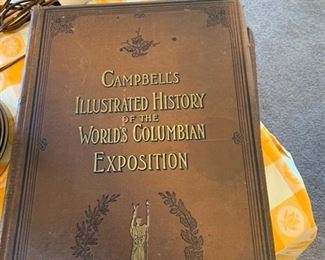 CAMPBELL'S
ILLUSTRATED HISTORY
OF THE
WORLD'S COLUMBIAN
EXPOSITION